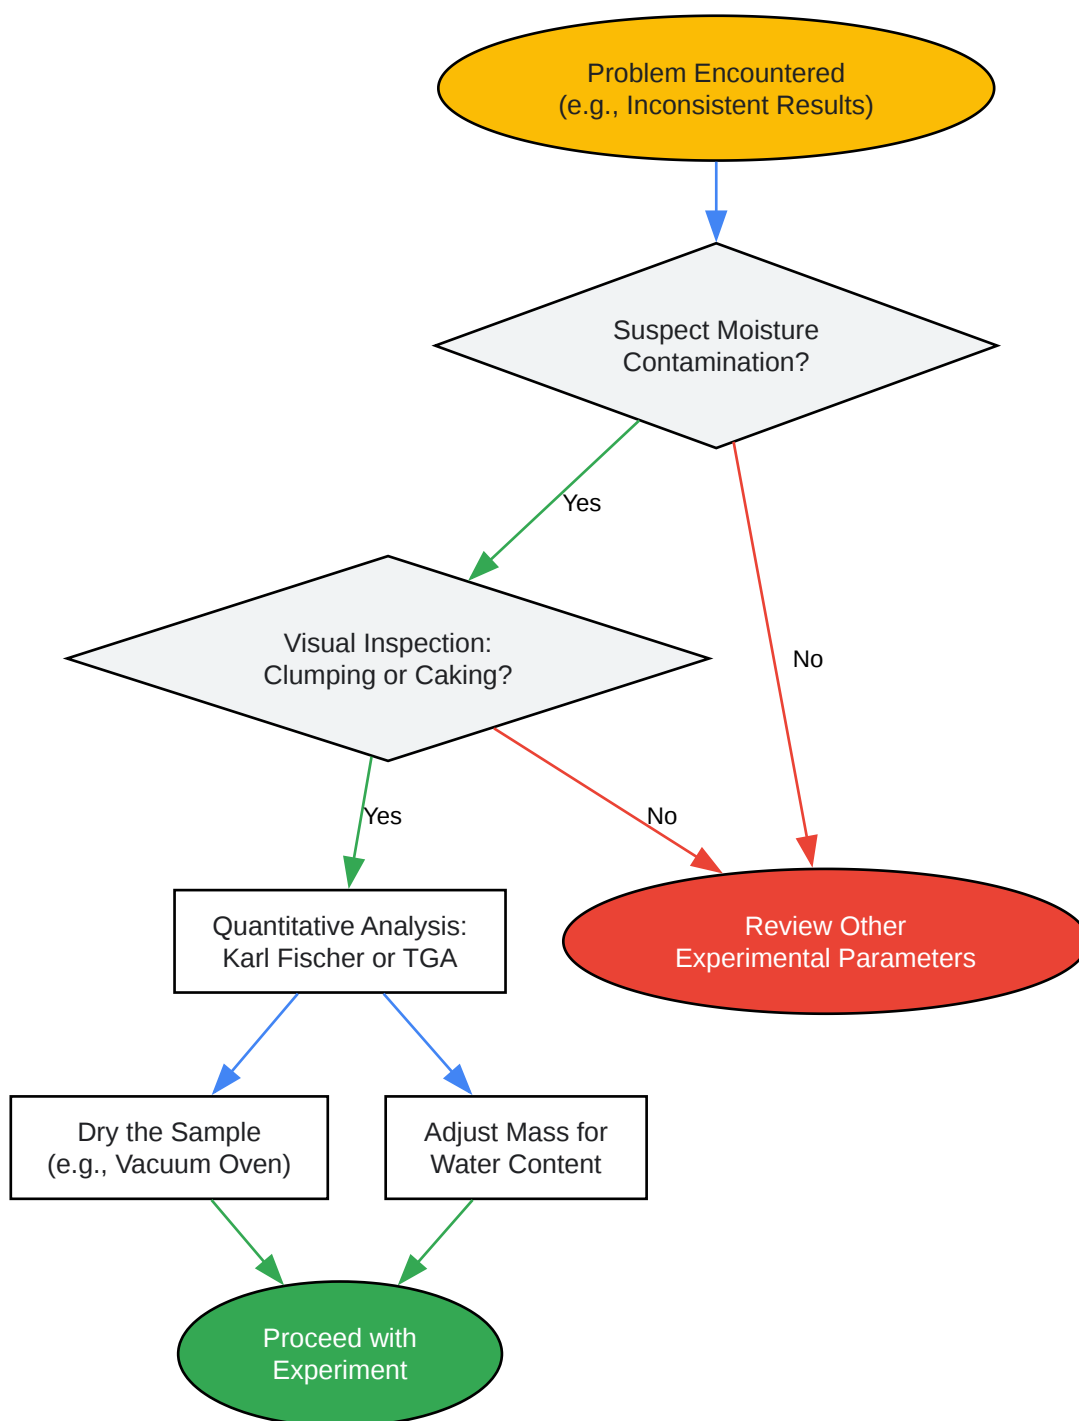 Problem Encountered
(e.g., Inconsistent Results)
Suspect Moisture
Contamination?
Yes
No
Visual Inspection:
Clumping or Caking?
Yes
No
Quantitative Analysis:
Karl Fischer or TGA
Review Other
Experimental Parameters
Dry the Sample
(e.g., Vacuum Oven)
Adjust Mass for
Water Content
Proceed with
Experiment